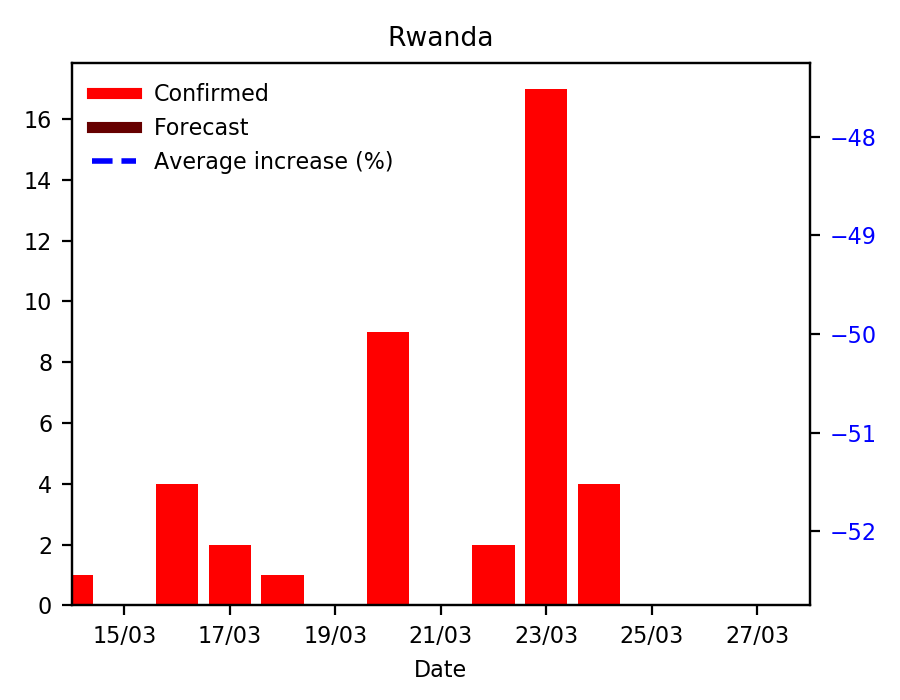 Rwanda
Confirmed
Forecast
Average increase (%)
16
14
12
10
8
6
4
2
0
−48
−49
−50
−51
−52
15/03 17/03 19/03 21/03 23/03 25/03 27/03
Date